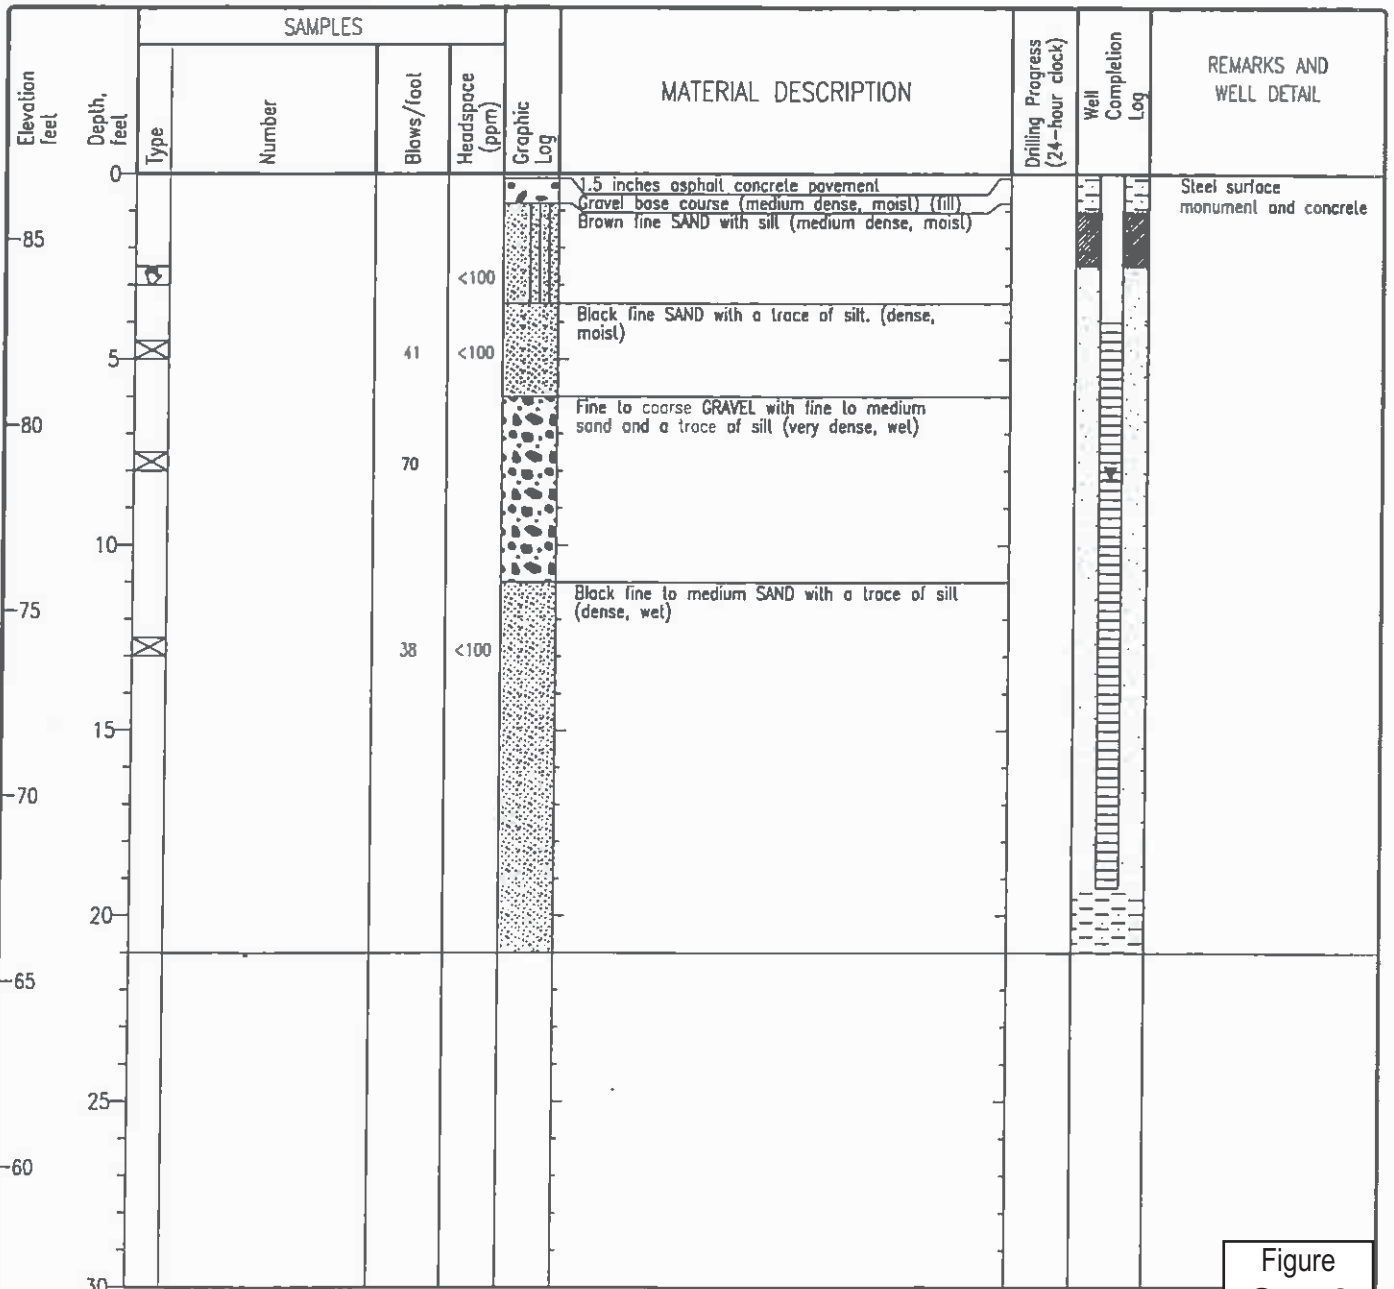 SAMPLES
Elevation
feet
Depth,
feet
Type
Number
Blows/foot
Headspace
(ppm)
Graphic
Log
MATERIAL DESCRIPTION
Drilling Progress
(24-hour clock)
Well
Completion
Log
REMARKS AND
WELL DETAIL
0
1.5 inches asphalt concrete pavement
Gravel base course (medium dense, moist) (fill)
Brown fine SAND with silt (medium dense, moist)
Steel surface
monument and concrete
85
<100
Black fine SAND with a trace of silt. (dense,
moist)
5
41
<100
80
Fine to coarse GRAVEL with fine to medium
sand and a trace of silt (very dense, wet)
70
10
75
Black fine to medium SAND with a trace of silt
(dense, wet)
38
<100
15
70
20
65
25
60
30
Figure